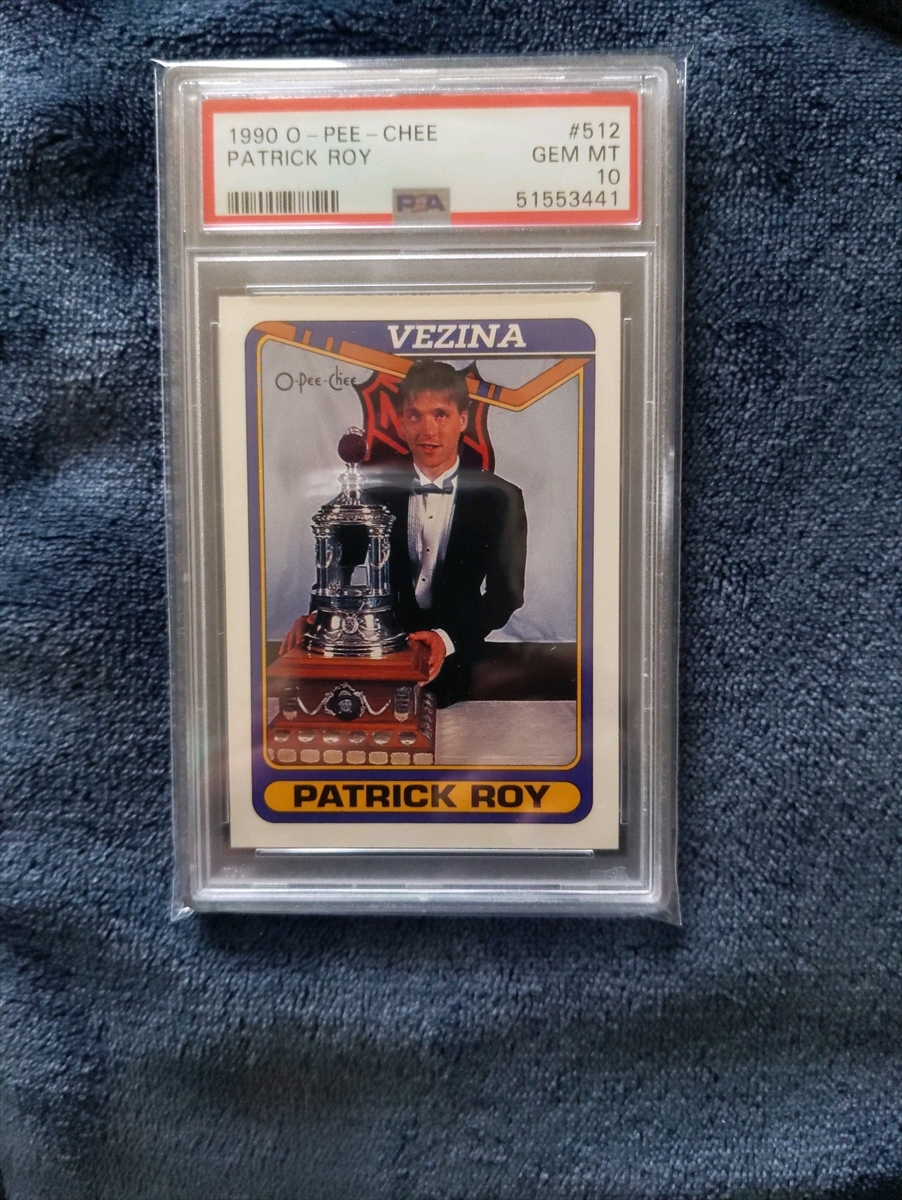 1990 O-PEE-CHEE #512
PATRICK ROY GEM MT
10
PSA 51553441
VEZINA
O-Pee-Chee
PATRICK ROY